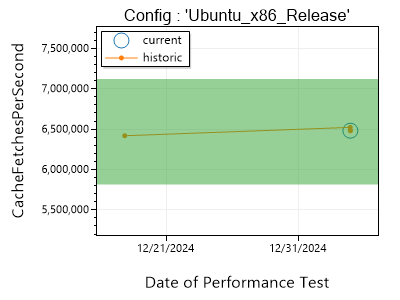 Config : 'Ubuntu_x86_Release'
current
historic
CacheFetchesPerSecond
7,500,000
7,000,000
6,500,000
6,000,000
5,500,000
12/21/2024
12/31/2024
Date of Performance Test